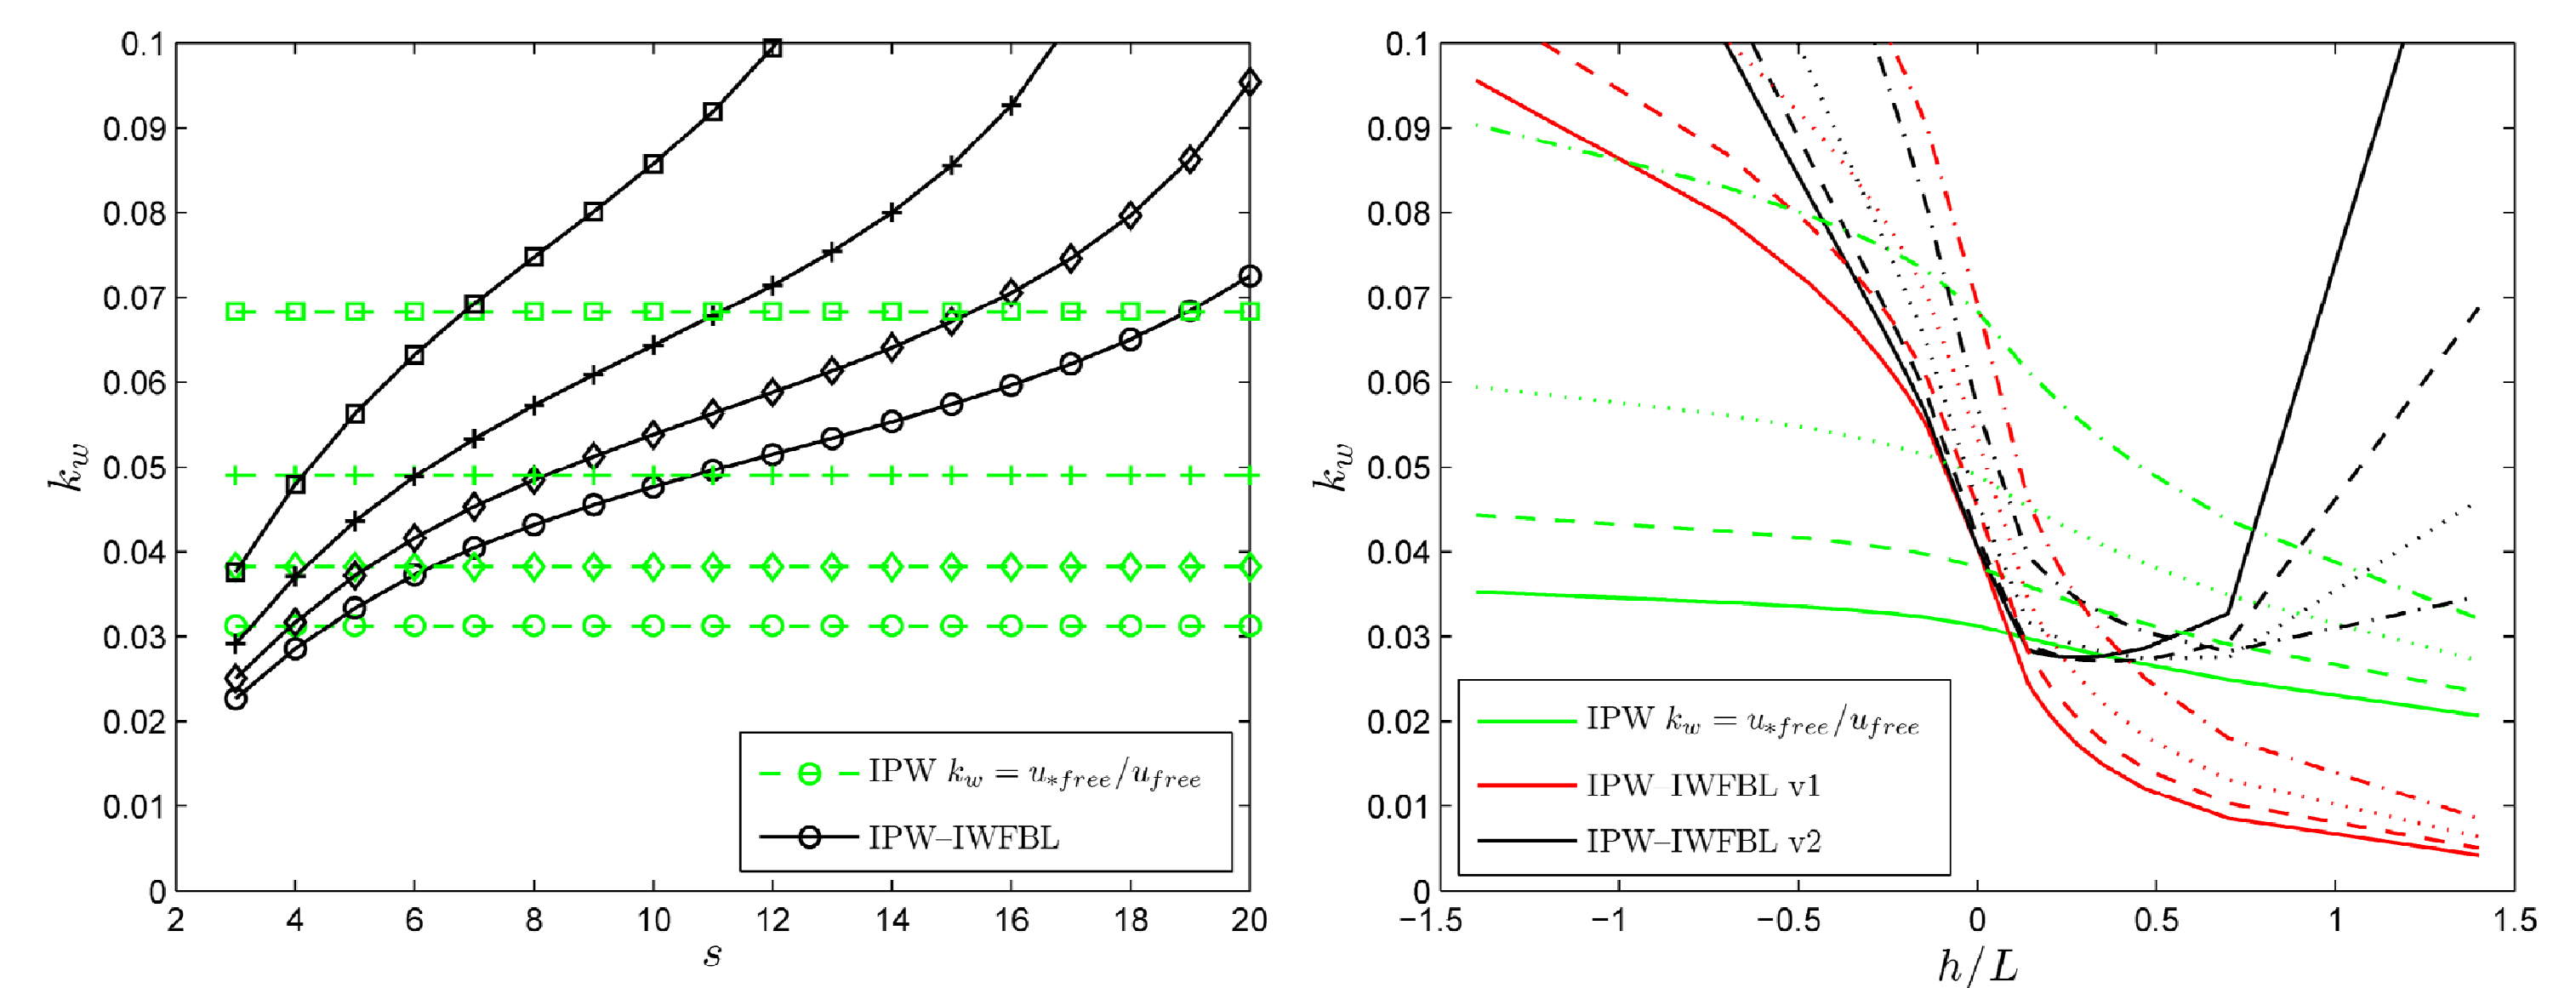 0.1
0.09
0.08
0.07
0.06
0.05
0.04
0.03
0.02
0.01
0
k_w
2 4 6 8 10 12 14 16 18 20
s
IPW k_w = u_{*free}/u_{free}
IPW–IWFBL
0.1
0.09
0.08
0.07
0.06
0.05
0.04
0.03
0.02
0.01
0
k_w
−1.5 −1 −0.5 0 0.5 1 1.5
h/L
IPW k_w = u_{*free}/u_{free}
IPW–IWFBL v1
IPW–IWFBL v2